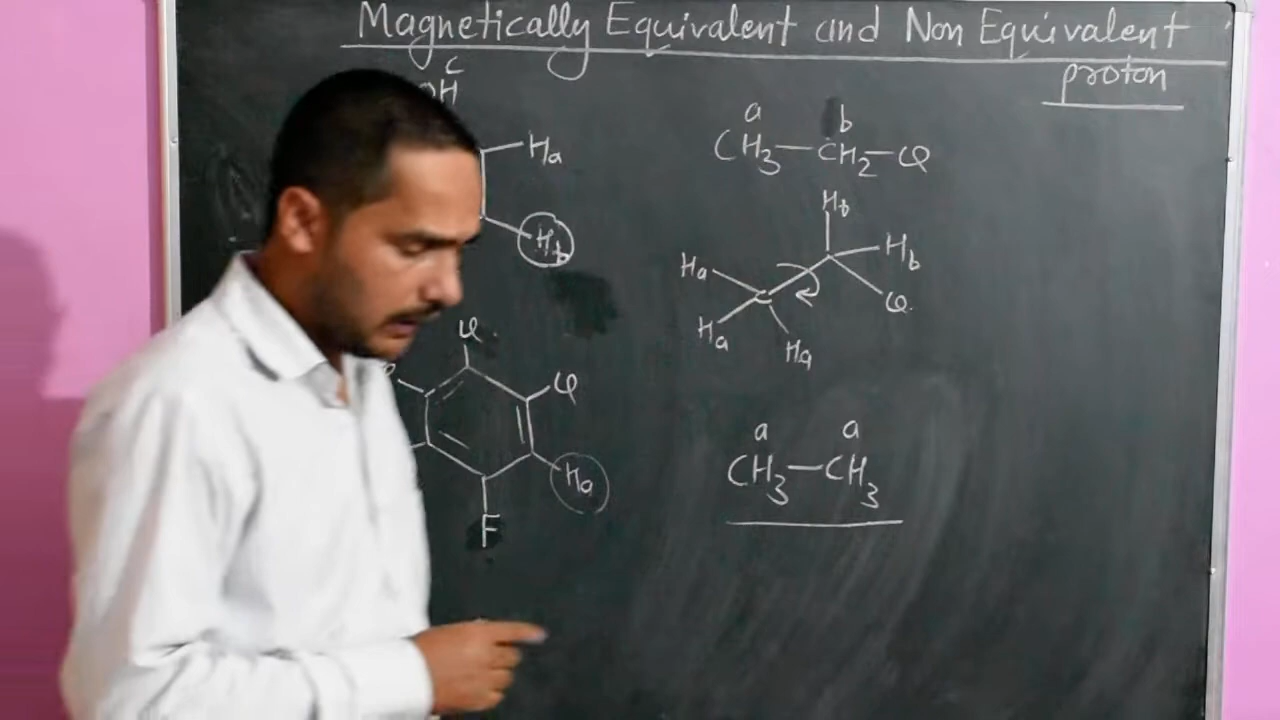 Magnetically Equivalent and Non Equivalent
proton
c
OH
Ha
Hb
Cl
Cl
Ha
F
a b
CH3—CH2—Cl
Hb
Ha Hb
Cl
Ha Ha
a a
CH3—CH3